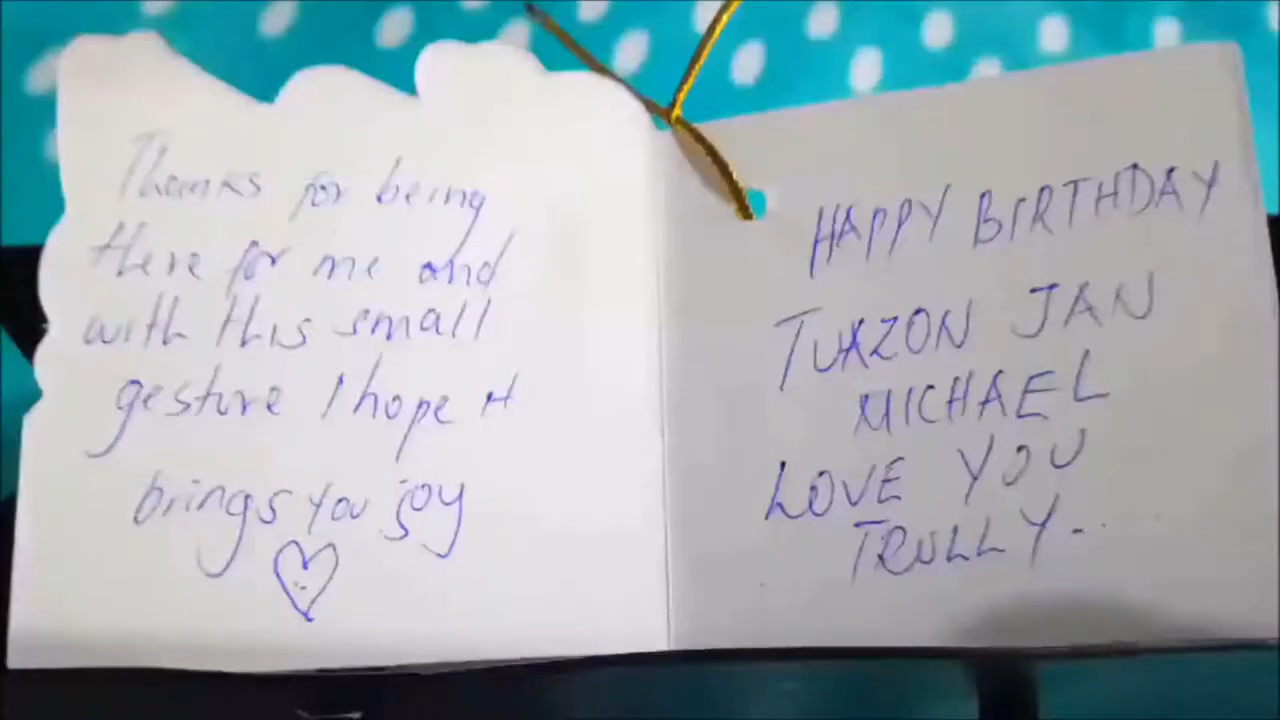 Thanks for being
there for me and
with this small
gesture I hope it
brings you joy
HAPPY BIRTHDAY
TUAZON JAN
MICHAEL
LOVE YOU
TRULLY..